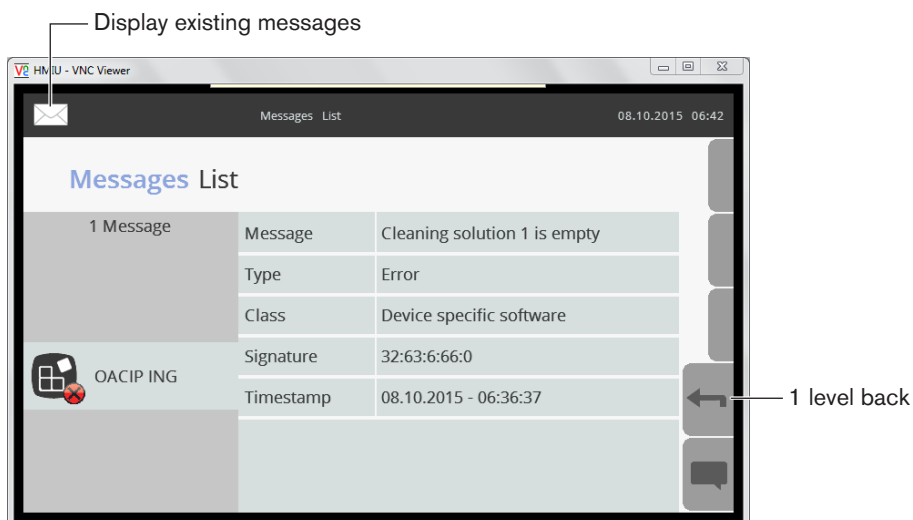 Display existing messages
HMIU - VNC Viewer
Messages List
08.10.2015 06:42
Messages List
1 Message
Message Cleaning solution 1 is empty
Type Error
Class Device specific software
Signature 32:63:6:66:0
OACIP ING
Timestamp 08.10.2015 - 06:36:37
1 level back